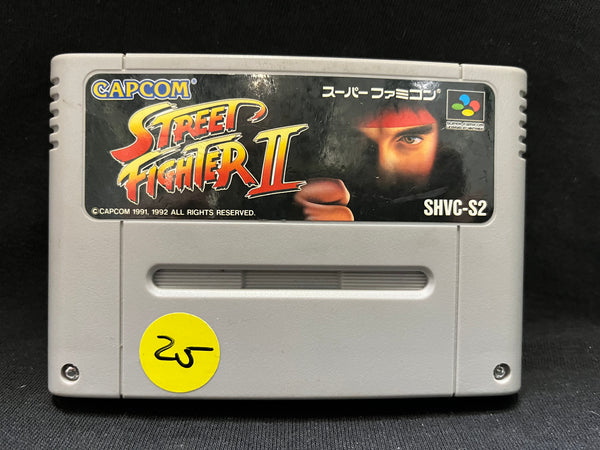 CAPCOM®
スーパーファミコン®
STREET
FIGHTER II
©CAPCOM 1991, 1992 ALL RIGHTS RESERVED.
SHVC-S2
25